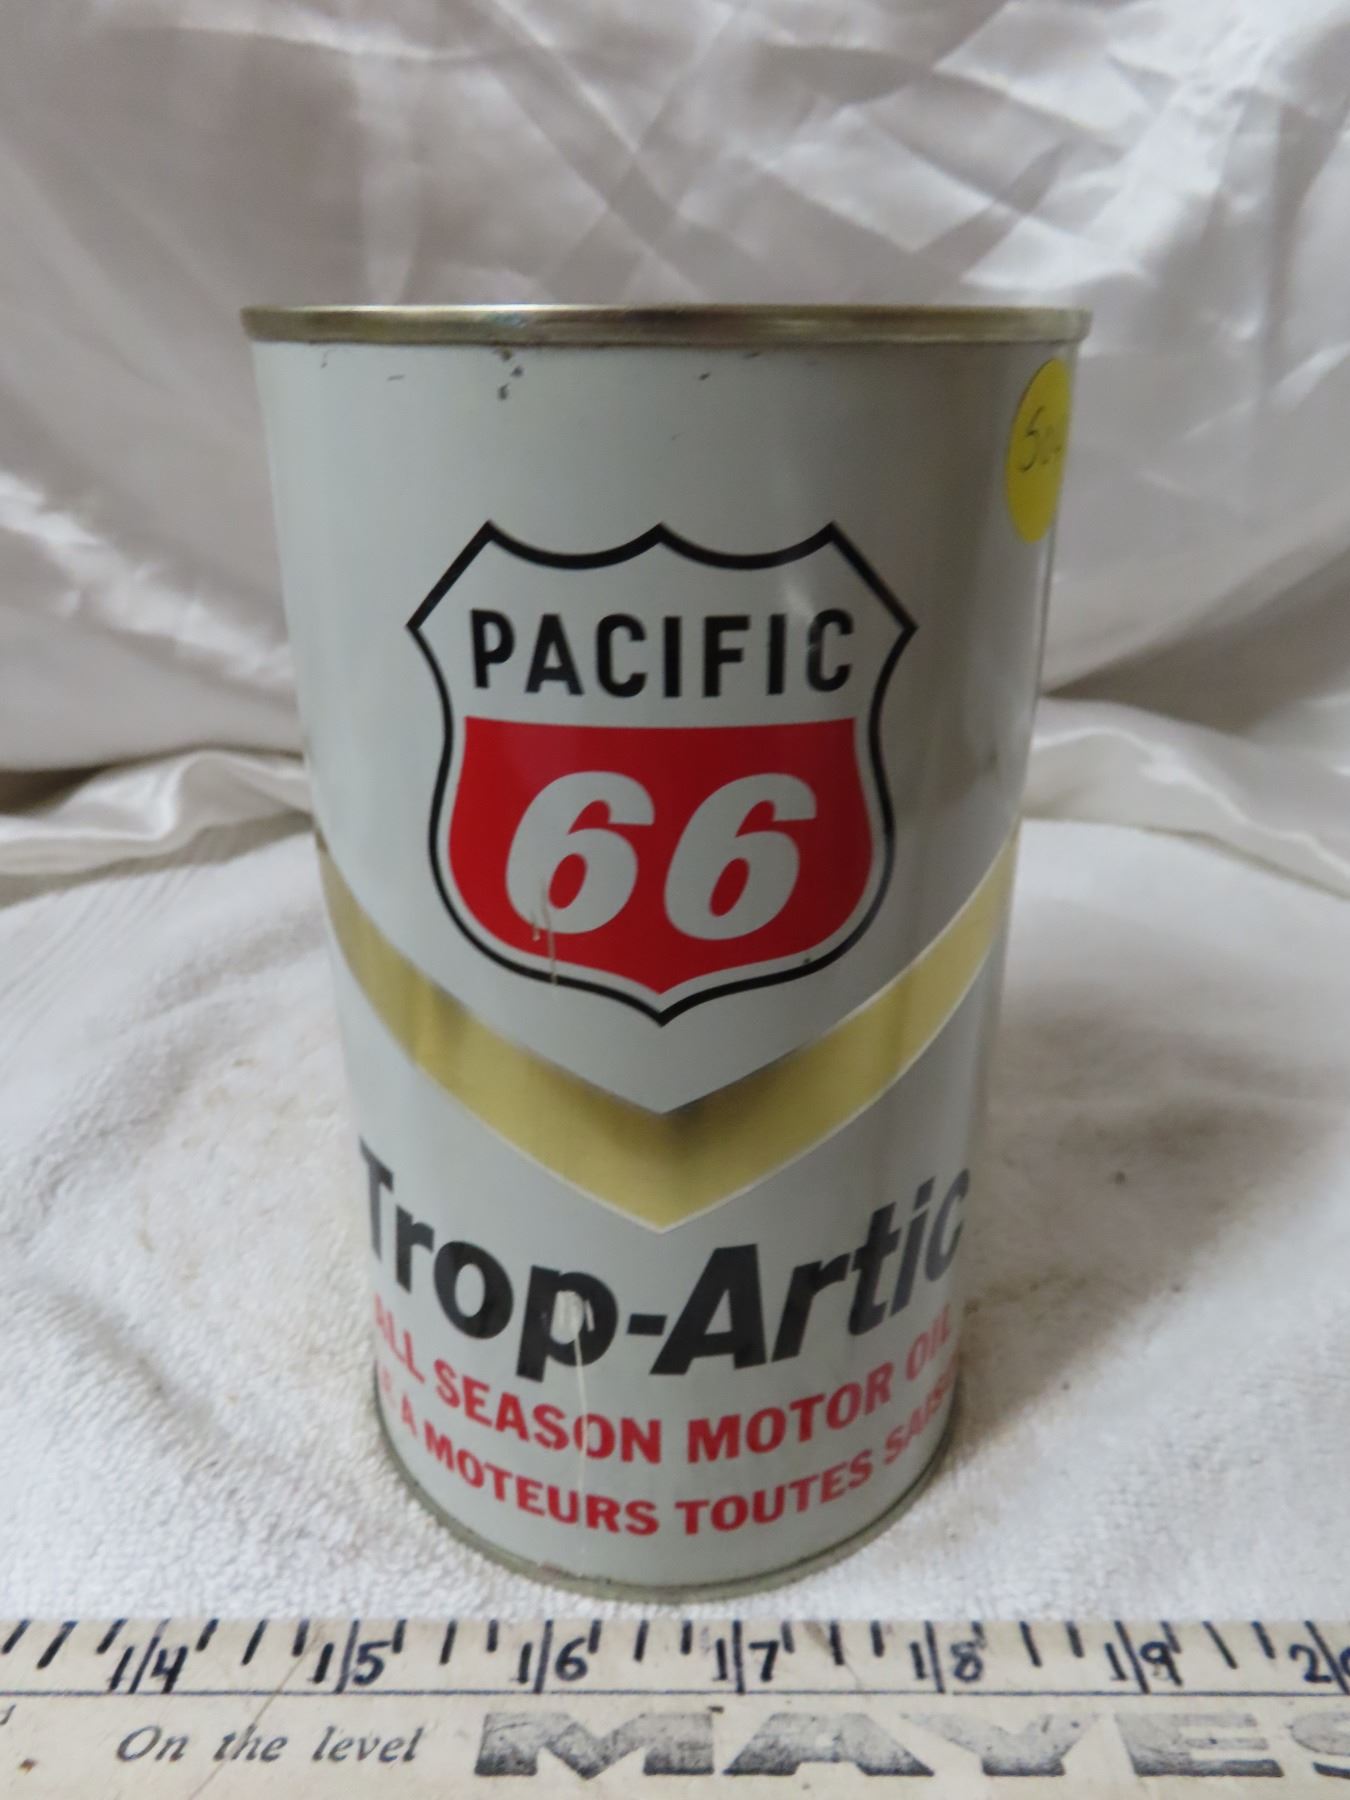 PACIFIC
66
Trop-Artic
ALL SEASON MOTOR OIL
A MOTEURS TOUTES
14 15 16 17 18 19
On the level MAYES